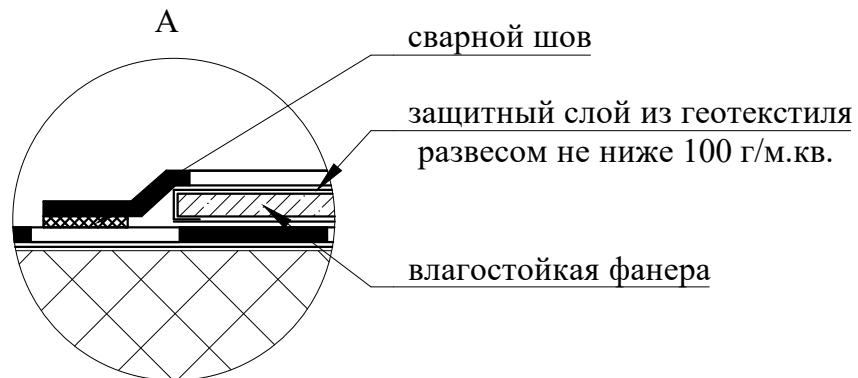 А
сварной шов
защитный слой из геотекстиля
развесом не ниже 100 г/м.кв.
влагостойкая фанера